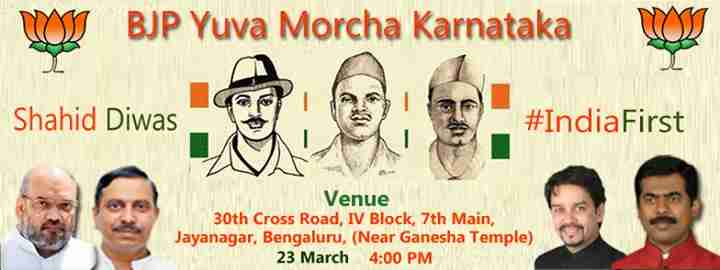 BJP Yuva Morcha Karnataka
Shahid Diwas
#IndiaFirst
Venue
30th Cross Road, IV Block, 7th Main,
Jayanagar, Bengaluru, (Near Ganesha Temple)
23 March 4:00 PM